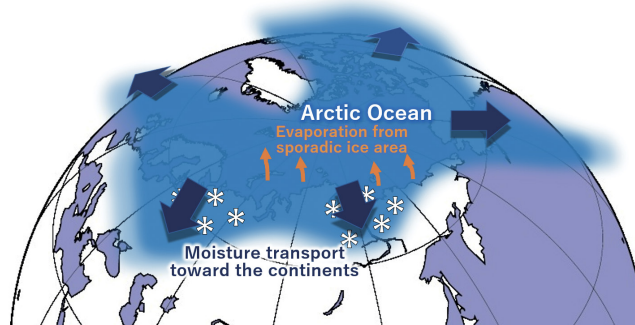 Arctic Ocean
Evaporation from
sporadic ice area
Moisture transport
toward the continents